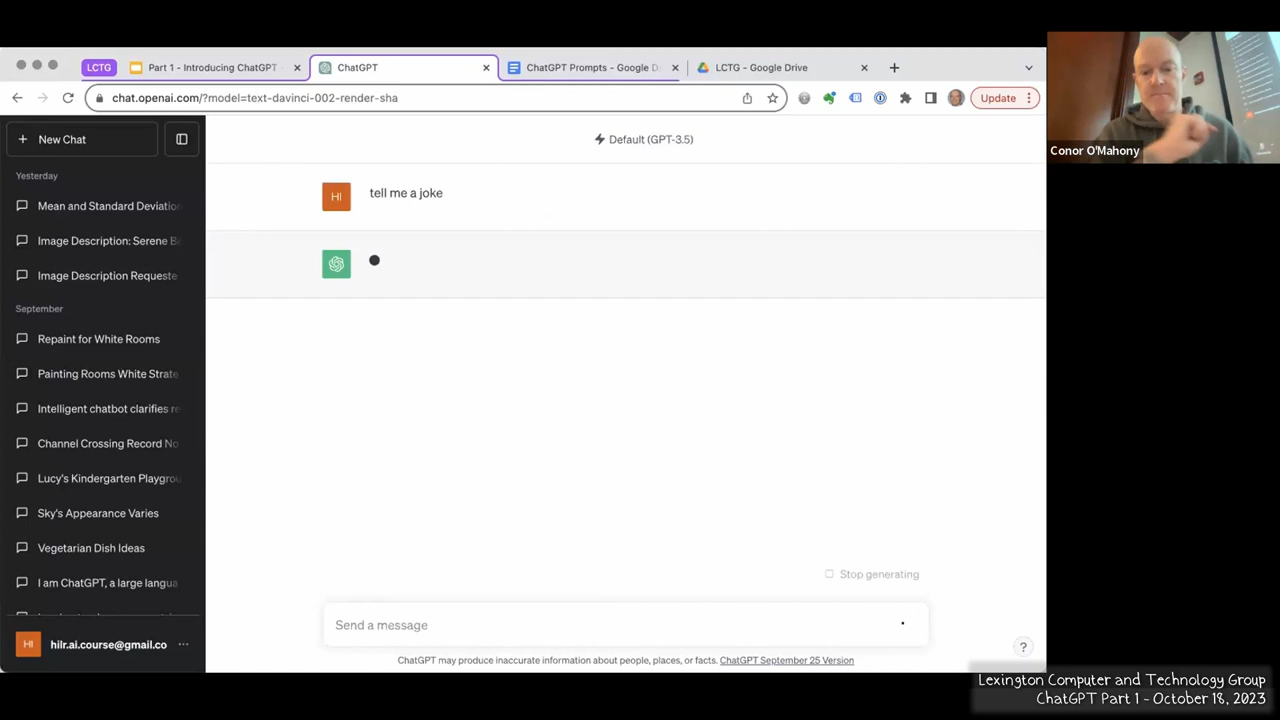 LCTG
Part 1 - Introducing ChatGPT -
ChatGPT
ChatGPT Prompts - Google D
LCTG - Google Drive
chat.openai.com/?model=text-davinci-002-render-sha
Update
New Chat
Default (GPT-3.5)
Conor O'Mahony
Yesterday
HI
tell me a joke
Mean and Standard Deviation
Image Description: Serene B
Image Description Requeste
September
Repaint for White Rooms
Painting Rooms White Strate
Intelligent chatbot clarifies re
Channel Crossing Record No
Lucy's Kindergarten Playgrou
Sky's Appearance Varies
Vegetarian Dish Ideas
I am ChatGPT, a large langua
Stop generating
Send a message
HI
hilr.ai.course@gmail.co
?
ChatGPT may produce inaccurate information about people, places, or facts. ChatGPT September 25 Version
Lexington Computer and Technology Group
ChatGPT Part 1 - October 18, 2023